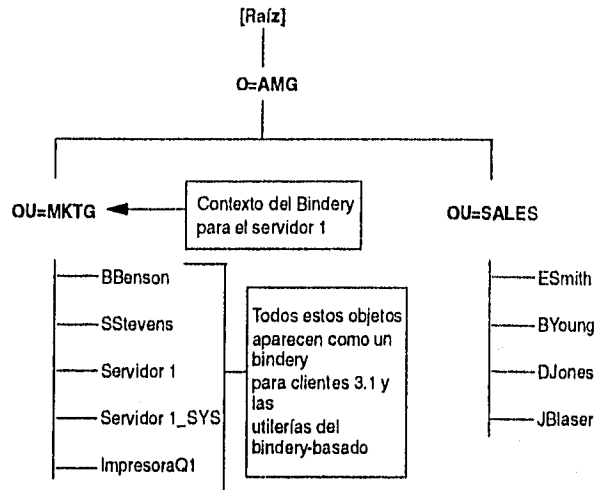 [Raíz]
O=AMG
OU=MKTG
Contexto del Bindery
para el servidor 1
OU=SALES
BBenson
SStevens
Servidor 1
Servidor 1_SYS
ImpresoraQ1
Todos estos objetos
aparecen como un
bindery
para clientes 3.1 y
las
utilerías del
bindery-basado
ESmith
BYoung
DJones
JBlaser